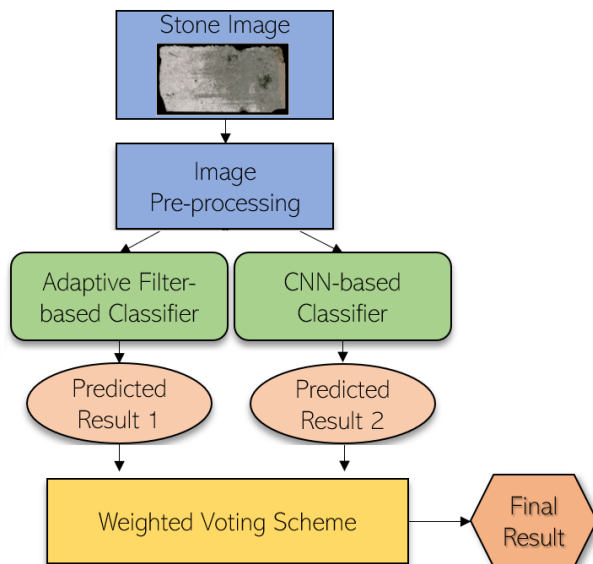 Stone Image
Image
Pre-processing
Adaptive Filter-
based Classifier
CNN-based
Classifier
Predicted
Result 1
Predicted
Result 2
Weighted Voting Scheme
Final
Result